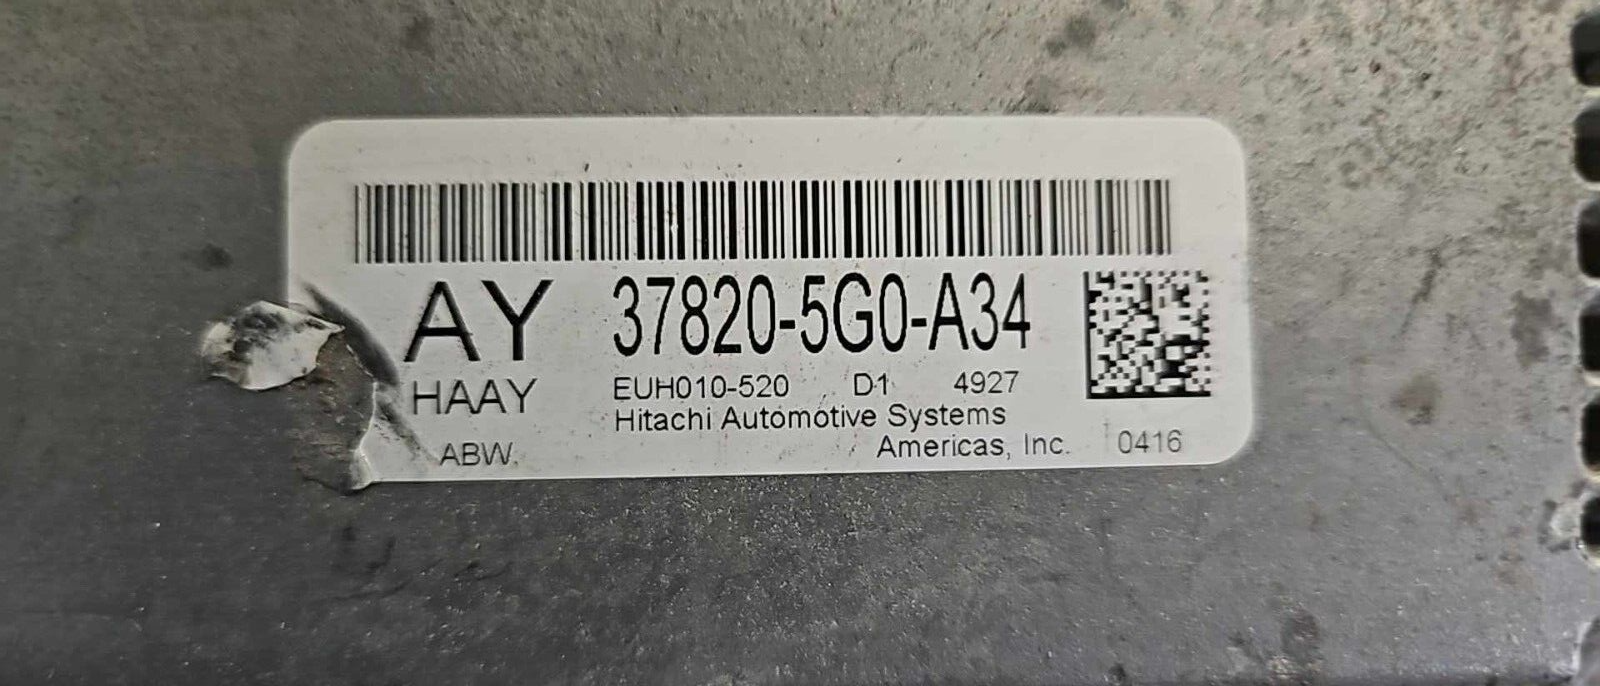 AY 37820-5G0-A34
HAAY EUH010-520 D1 4927
Hitachi Automotive Systems
ABW. Americas, Inc. 0416